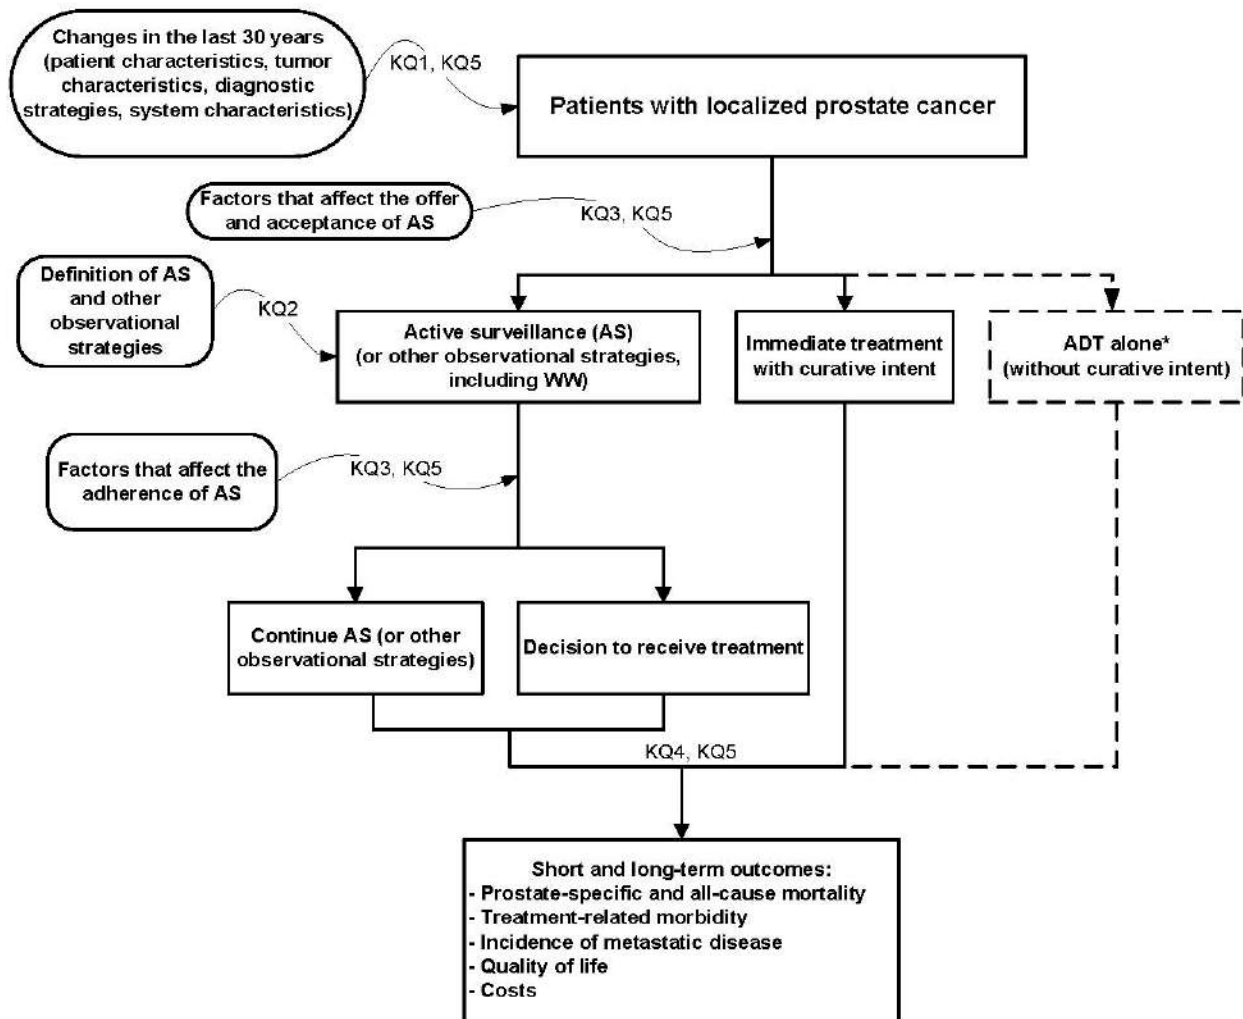 Changes in the last 30 years
(patient characteristics, tumor
characteristics, diagnostic
strategies, system characteristics)
KQ1, KQ5
Patients with localized prostate cancer
Factors that affect the offer
and acceptance of AS
KQ3, KQ5
Definition of AS
and other
observational
strategies
KQ2
Active surveillance (AS)
(or other observational strategies,
including WW)
Immediate treatment
with curative intent
ADT alone*
(without curative intent)
Factors that affect the
adherence of AS
KQ3, KQ5
Continue AS (or other
observational strategies)
Decision to receive treatment
KQ4, KQ5
Short and long-term outcomes:
- Prostate-specific and all-cause mortality
- Treatment-related morbidity
- Incidence of metastatic disease
- Quality of life
- Costs